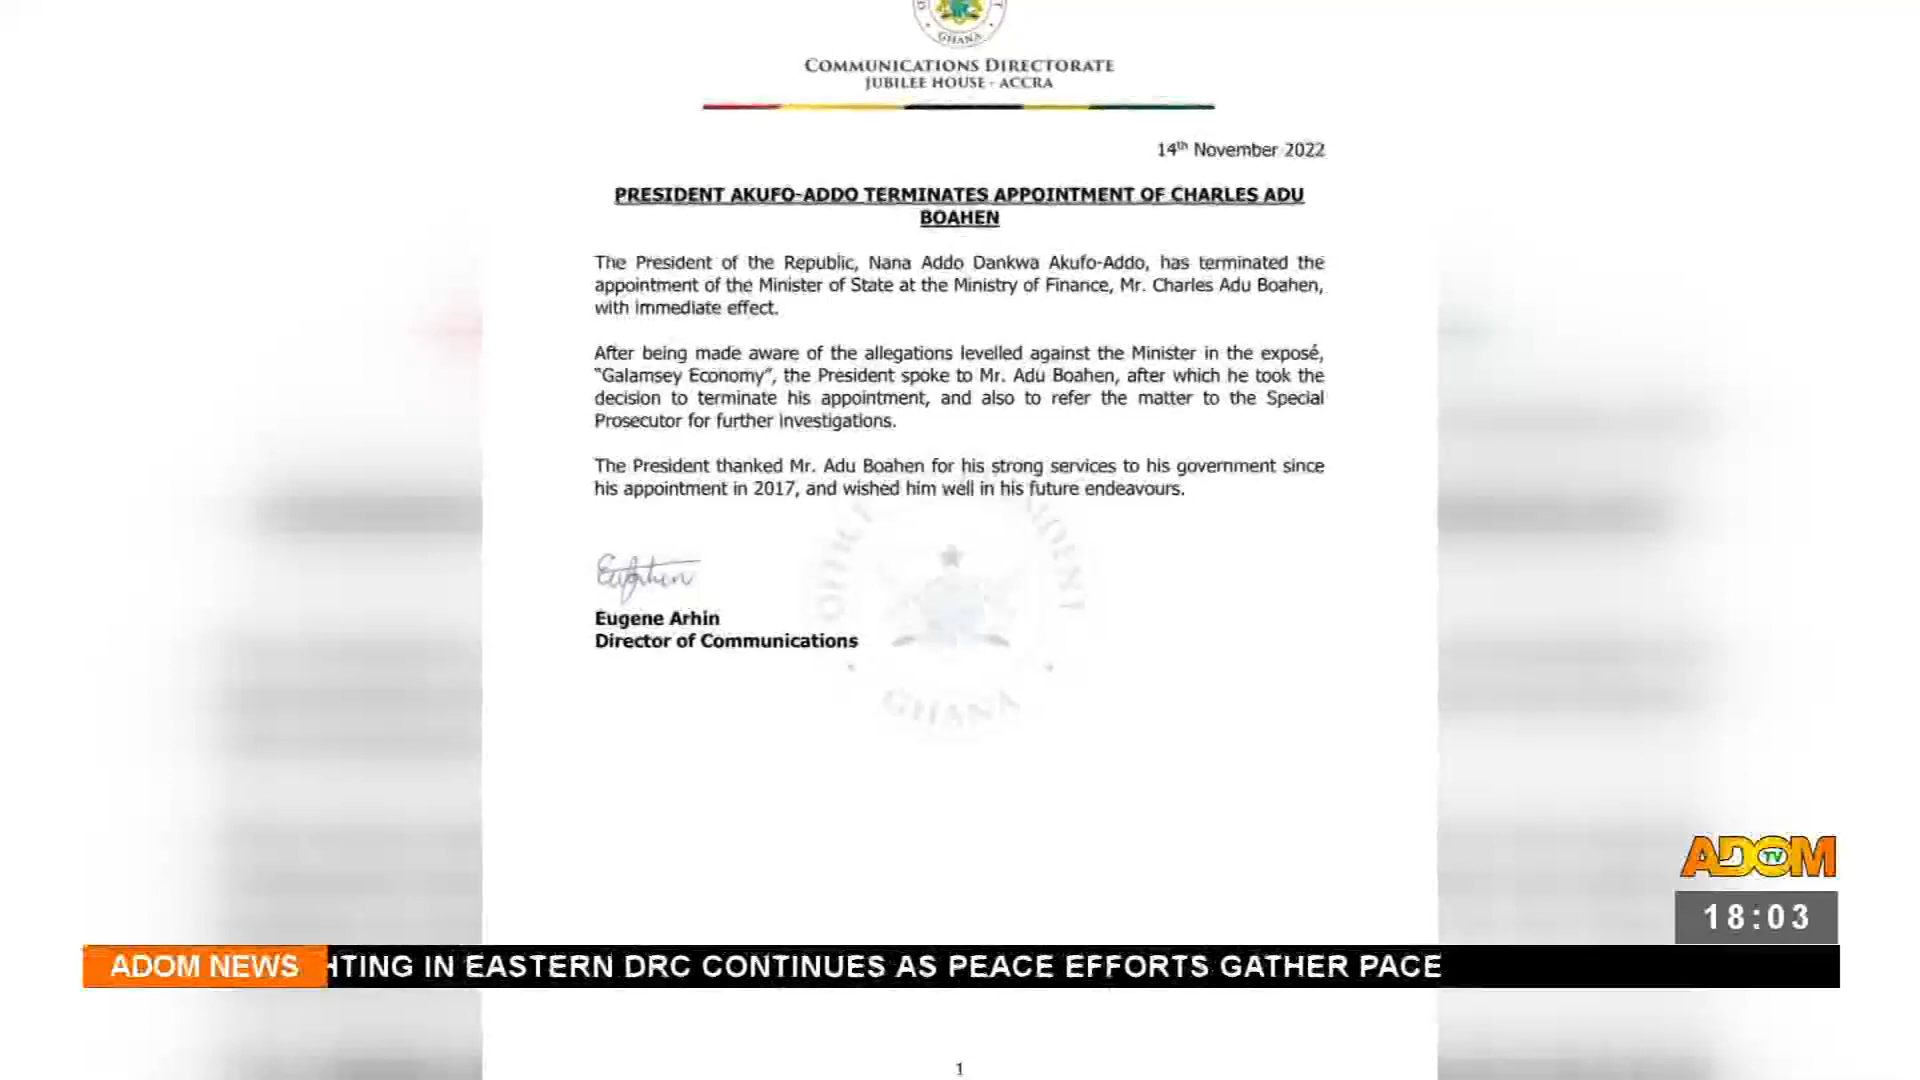 GHANA
COMMUNICATIONS DIRECTORATE
JUBILEE HOUSE - ACCRA
14th November 2022
PRESIDENT AKUFO-ADDO TERMINATES APPOINTMENT OF CHARLES ADU
BOAHEN
The President of the Republic, Nana Addo Dankwa Akufo-Addo, has terminated the
appointment of the Minister of State at the Ministry of Finance, Mr. Charles Adu Boahen,
with immediate effect.
After being made aware of the allegations levelled against the Minister in the exposé,
“Galamsey Economy”, the President spoke to Mr. Adu Boahen, after which he took the
decision to terminate his appointment, and also to refer the matter to the Special
Prosecutor for further investigations.
The President thanked Mr. Adu Boahen for his strong services to his government since
his appointment in 2017, and wished him well in his future endeavours.
Eugene Arhin
Director of Communications
GHANA
ADOM TV
18:03
ADOM NEWS HTING IN EASTERN DRC CONTINUES AS PEACE EFFORTS GATHER PACE
1